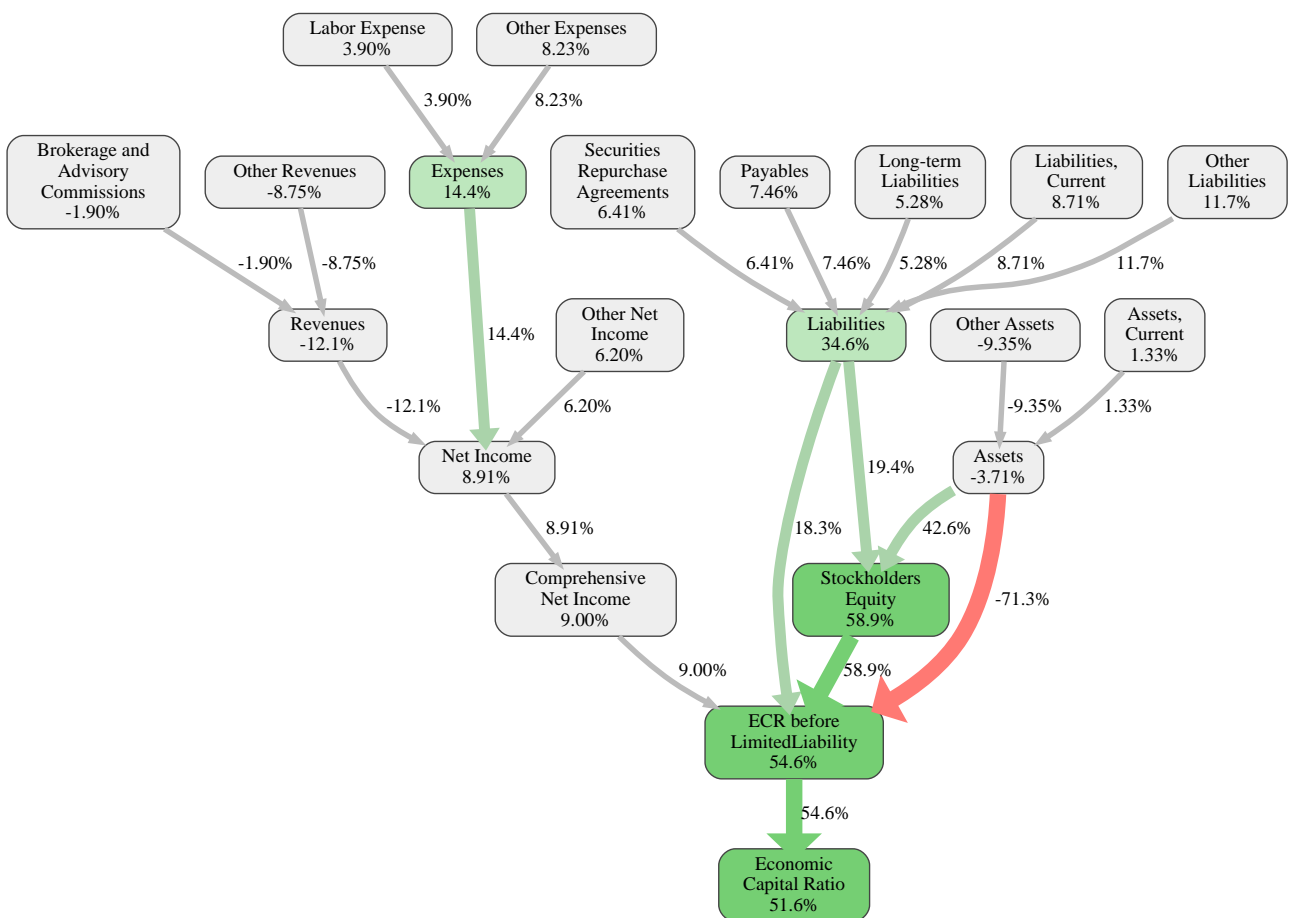 Labor Expense
3.90%
Other Expenses
8.23%
3.90%
8.23%
Brokerage and
Advisory
Commissions
-1.90%
Other Revenues
-8.75%
Expenses
14.4%
Securities
Repurchase
Agreements
6.41%
Payables
7.46%
Long-term
Liabilities
5.28%
Liabilities,
Current
8.71%
Other
Liabilities
11.7%
-1.90%
-8.75%
6.41%
7.46%
5.28%
8.71%
11.7%
Revenues
-12.1%
14.4%
Other Net
Income
6.20%
Liabilities
34.6%
Other Assets
-9.35%
Assets,
Current
1.33%
-12.1%
6.20%
-9.35%
1.33%
Net Income
8.91%
19.4%
Assets
-3.71%
8.91%
18.3%
42.6%
Comprehensive
Net Income
9.00%
Stockholders
Equity
58.9%
-71.3%
9.00%
58.9%
ECR before
LimitedLiability
54.6%
54.6%
Economic
Capital Ratio
51.6%